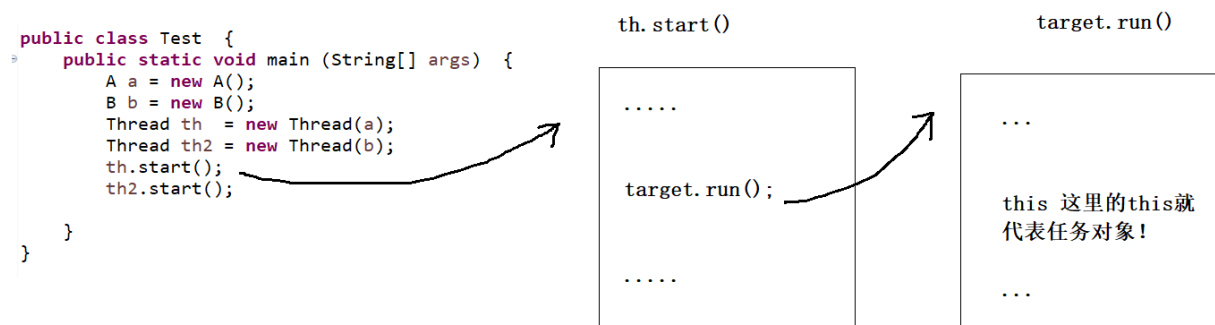 public class Test  {
    public static void main (String[] args)  {
        A a = new A();
        B b = new B();
        Thread th  = new Thread(a);
        Thread th2 = new Thread(b);
        th.start();
        th2.start();
    }
}
th.start()
.....
target.run();
.....
target.run()
...
this 这里的this就
代表任务对象！
...